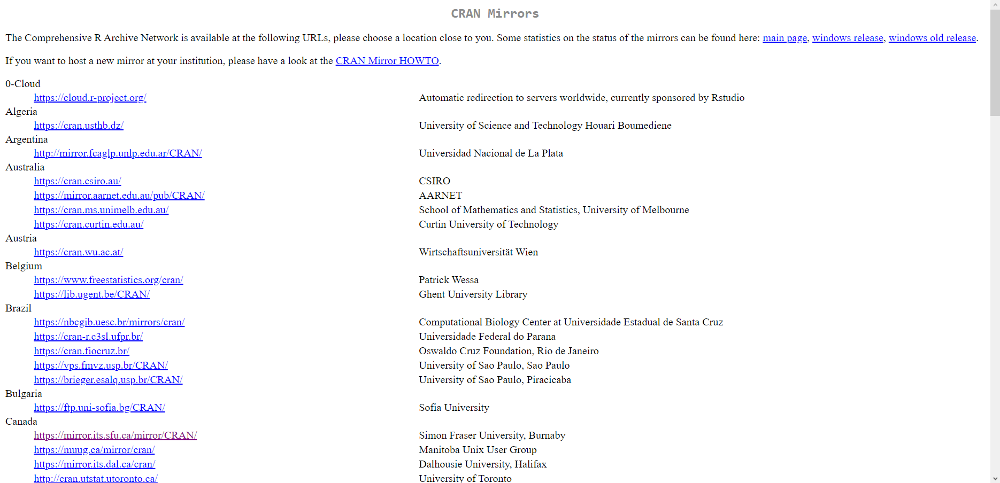 CRAN Mirrors
The Comprehensive R Archive Network is available at the following URLs, please choose a location close to you. Some statistics on the status of the mirrors can be found here: main page, windows release, windows old release.
If you want to host a new mirror at your institution, please have a look at the CRAN Mirror HOWTO.
0-Cloud
https://cloud.r-project.org/ Automatic redirection to servers worldwide, currently sponsored by Rstudio
Algeria
https://cran.usthb.dz/ University of Science and Technology Houari Boumediene
Argentina
http://mirror.fcaglp.unlp.edu.ar/CRAN/ Universidad Nacional de La Plata
Australia
https://cran.csiro.au/ CSIRO
https://mirror.aarnet.edu.au/pub/CRAN/ AARNET
https://cran.ms.unimelb.edu.au/ School of Mathematics and Statistics, University of Melbourne
https://cran.curtin.edu.au/ Curtin University of Technology
Austria
https://cran.wu.ac.at/ Wirtschaftsuniversität Wien
Belgium
https://www.freestatistics.org/cran/ Patrick Wessa
https://lib.ugent.be/CRAN/ Ghent University Library
Brazil
https://nbcgib.uesc.br/mirrors/cran/ Computational Biology Center at Universidade Estadual de Santa Cruz
https://cran-r.c3sl.ufpr.br/ Universidade Federal do Parana
https://cran.fiocruz.br/ Oswaldo Cruz Foundation, Rio de Janeiro
https://vps.fmvz.usp.br/CRAN/ University of Sao Paulo, Sao Paulo
https://brieger.esalq.usp.br/CRAN/ University of Sao Paulo, Piracicaba
Bulgaria
https://ftp.uni-sofia.bg/CRAN/ Sofia University
Canada
https://mirror.its.sfu.ca/mirror/CRAN/ Simon Fraser University, Burnaby
https://muug.ca/mirror/cran/ Manitoba Unix User Group
https://mirror.its.dal.ca/cran/ Dalhousie University, Halifax
http://cran.utstat.utoronto.ca/ University of Toronto